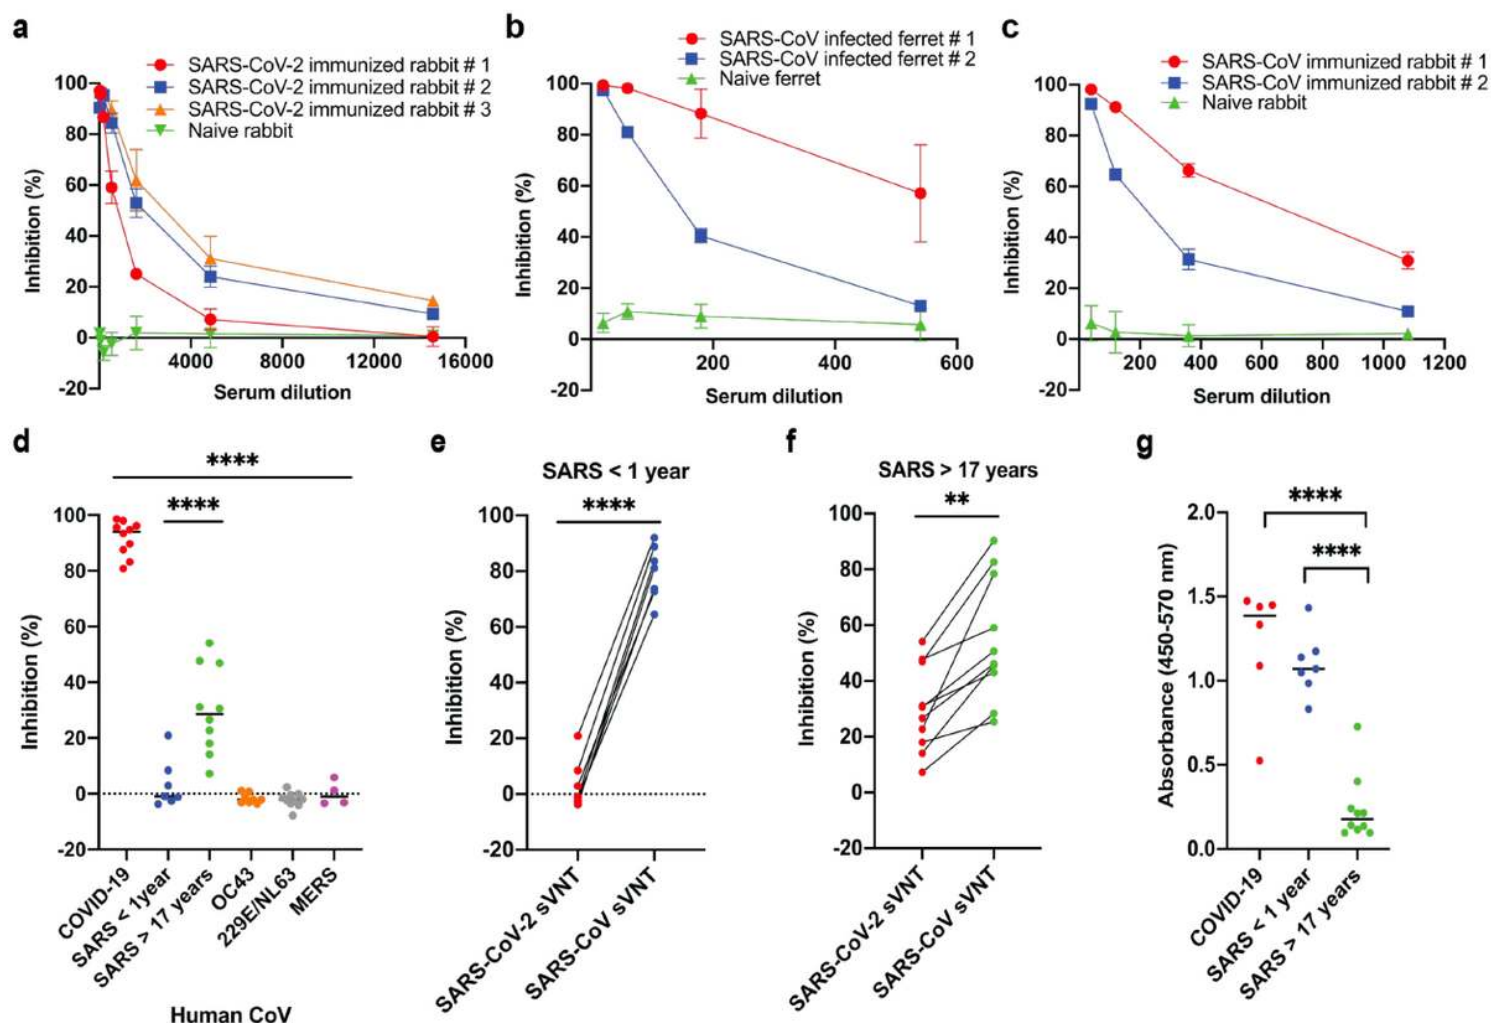 a
SARS-CoV-2 immunized rabbit # 1
SARS-CoV-2 immunized rabbit # 2
SARS-CoV-2 immunized rabbit # 3
Naive rabbit
Inhibition (%)
100
80
60
40
20
0
-20
4000
8000
12000
16000
Serum dilution
b
SARS-CoV infected ferret # 1
SARS-CoV infected ferret # 2
Naive ferret
Inhibition (%)
100
80
60
40
20
0
-20
200
400
600
Serum dilution
c
SARS-CoV immunized rabbit # 1
SARS-CoV immunized rabbit # 2
Naive rabbit
Inhibition (%)
100
80
60
40
20
0
-20
200
400
600
800
1000
1200
Serum dilution
d
****
****
Inhibition (%)
100
80
60
40
20
0
-20
COVID-19
SARS < 1year
SARS > 17 years
OC43
229E/NL63
MERS
Human CoV
e
SARS < 1 year
****
Inhibition (%)
100
80
60
40
20
0
-20
SARS-CoV-2 sVNT
SARS-CoV sVNT
f
SARS > 17 years
**
Inhibition (%)
100
80
60
40
20
0
-20
SARS-CoV-2 sVNT
SARS-CoV sVNT
g
****
****
Absorbance (450-570 nm)
2.0
1.5
1.0
0.5
0.0
COVID-19
SARS < 1 year
SARS > 17 years